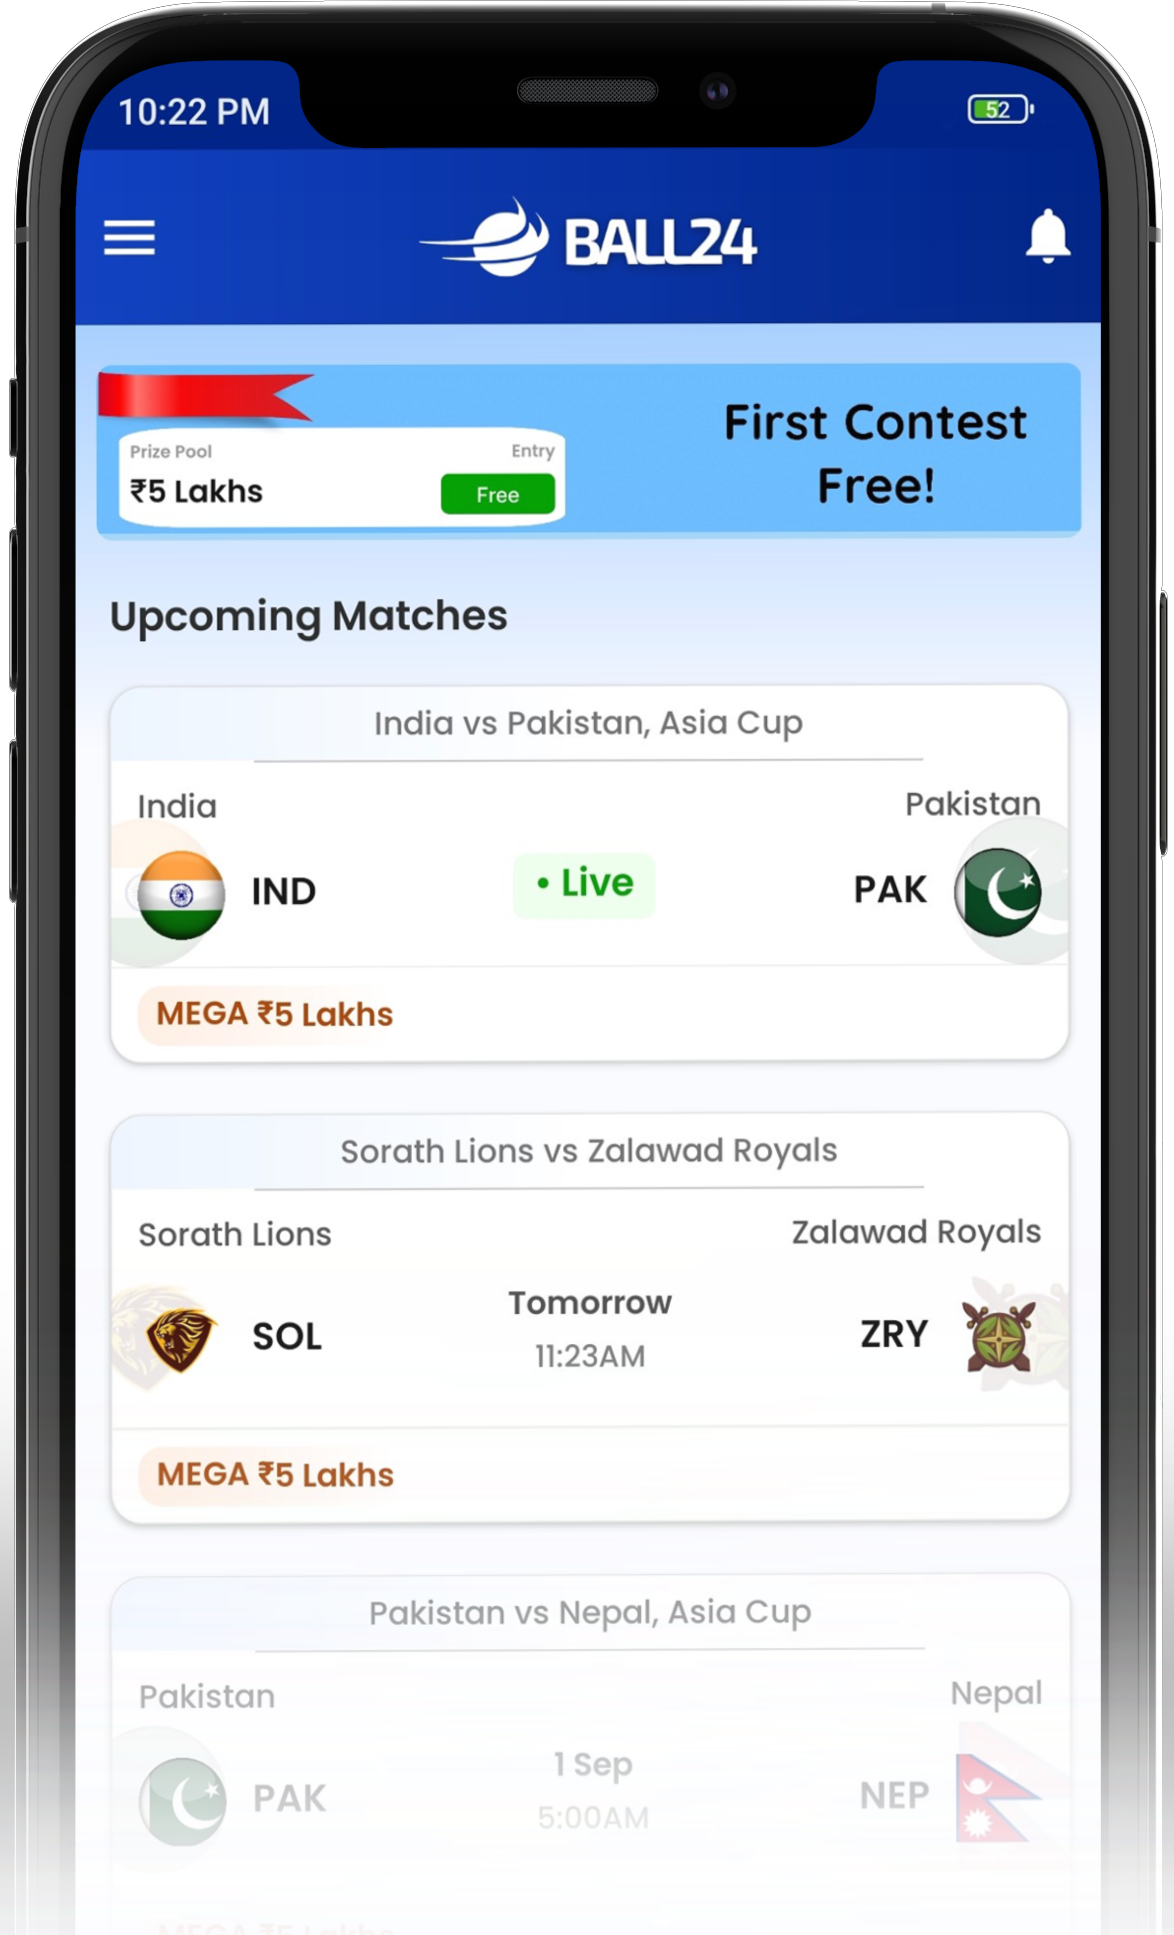 10:22 PM
52
BALL24
First Contest
Free!
Prize Pool
Entry
₹5 Lakhs
Free
Upcoming Matches
India vs Pakistan, Asia Cup
India
Pakistan
IND
• Live
PAK
MEGA ₹5 Lakhs
Sorath Lions vs Zalawad Royals
Sorath Lions
Zalawad Royals
SOL
Tomorrow
11:23AM
ZRY
MEGA ₹5 Lakhs
Pakistan vs Nepal, Asia Cup
Pakistan
Nepal
PAK
1 Sep
5:00AM
NEP
MEGA ₹5 Lakhs